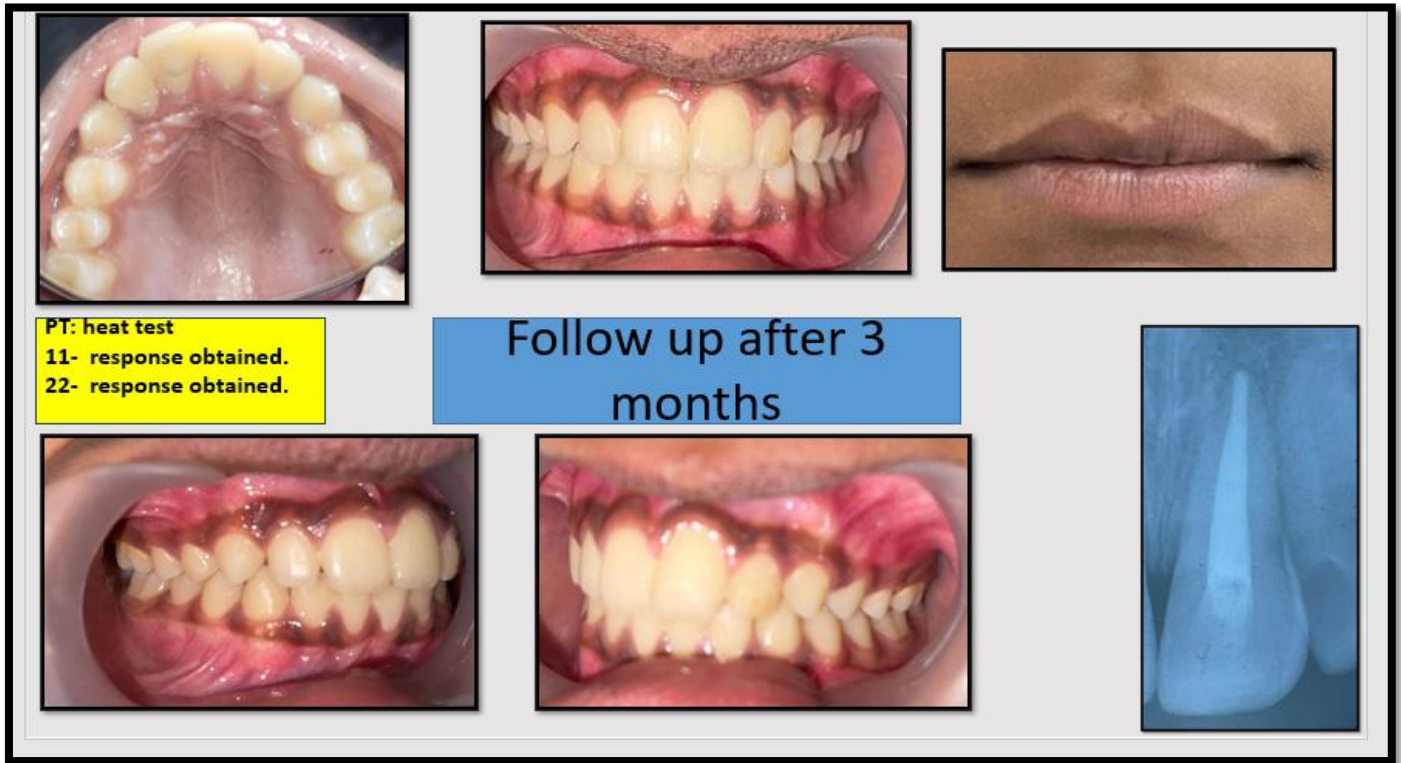 PT: heat test
11- response obtained.
22- response obtained.
Follow up after 3
months